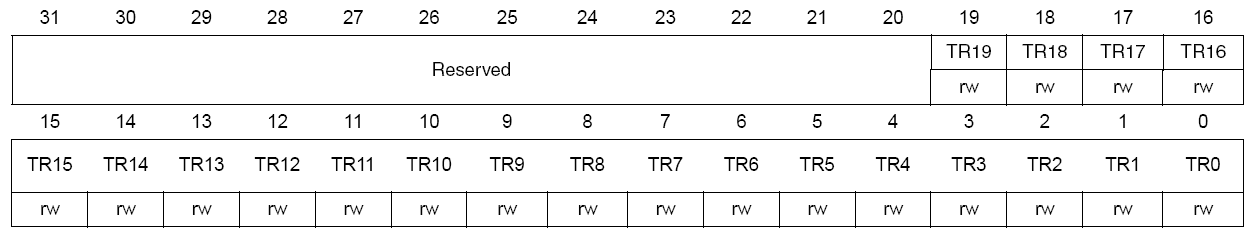 31 30 29 28 27 26 25 24 23 22 21 20 19 18 17 16
Reserved TR19 TR18 TR17 TR16
rw rw rw rw
15 14 13 12 11 10 9 8 7 6 5 4 3 2 1 0
TR15 TR14 TR13 TR12 TR11 TR10 TR9 TR8 TR7 TR6 TR5 TR4 TR3 TR2 TR1 TR0
rw rw rw rw rw rw rw rw rw rw rw rw rw rw rw rw